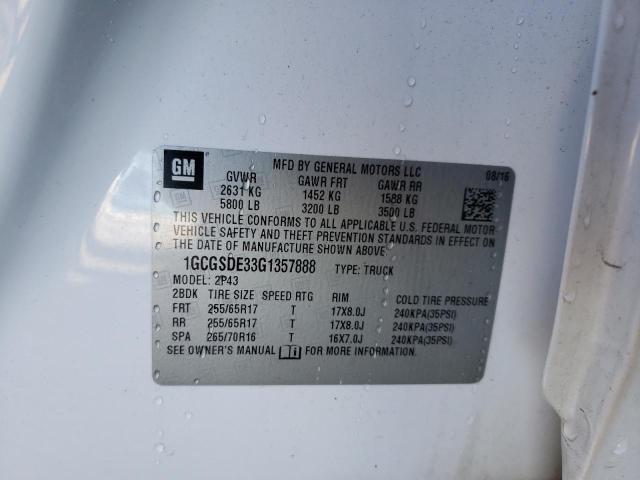 GM
MFD BY GENERAL MOTORS LLC 08/16
GVWR GAWR FRT GAWR RR
2631 KG 1452 KG 1588 KG
5800 LB 3200 LB 3500 LB
THIS VEHICLE CONFORMS TO ALL APPLICABLE U.S. FEDERAL MOTOR
VEHICLE SAFETY AND THEFT PREVENTION STANDARDS IN EFFECT ON
THE DATE OF MANUFACTURE SHOWN ABOVE.
1GCGSDE33G1357888 TYPE: TRUCK
MODEL: 2P43
2BDK TIRE SIZE SPEED RTG RIM COLD TIRE PRESSURE
FRT 255/65R17 T 17X8.0J 240KPA(35PSI)
RR 255/65R17 T 17X8.0J 240KPA(35PSI)
SPA 265/70R16 T 16X7.0J 240KPA(35PSI)
SEE OWNER'S MANUAL FOR MORE INFORMATION.